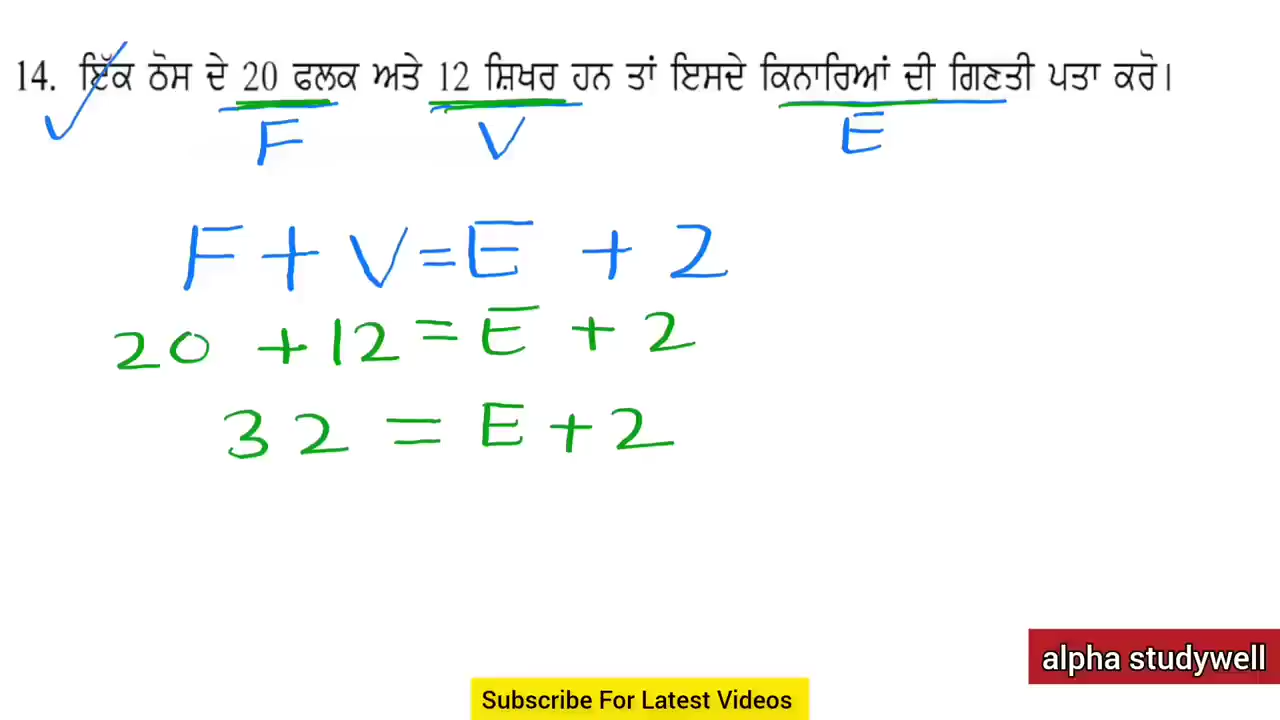 14. ਇੱਕ ਠੋਸ ਦੇ 20 ਫਲਕ ਅਤੇ 12 ਸ਼ਿਖਰ ਹਨ ਤਾਂ ਇਸਦੇ ਕਿਨਾਰਿਆਂ ਦੀ ਗਿਣਤੀ ਪਤਾ ਕਰੋ।
F V E
F + V = E + 2
20 + 12 = E + 2
32 = E + 2
alpha studywell
Subscribe For Latest Videos